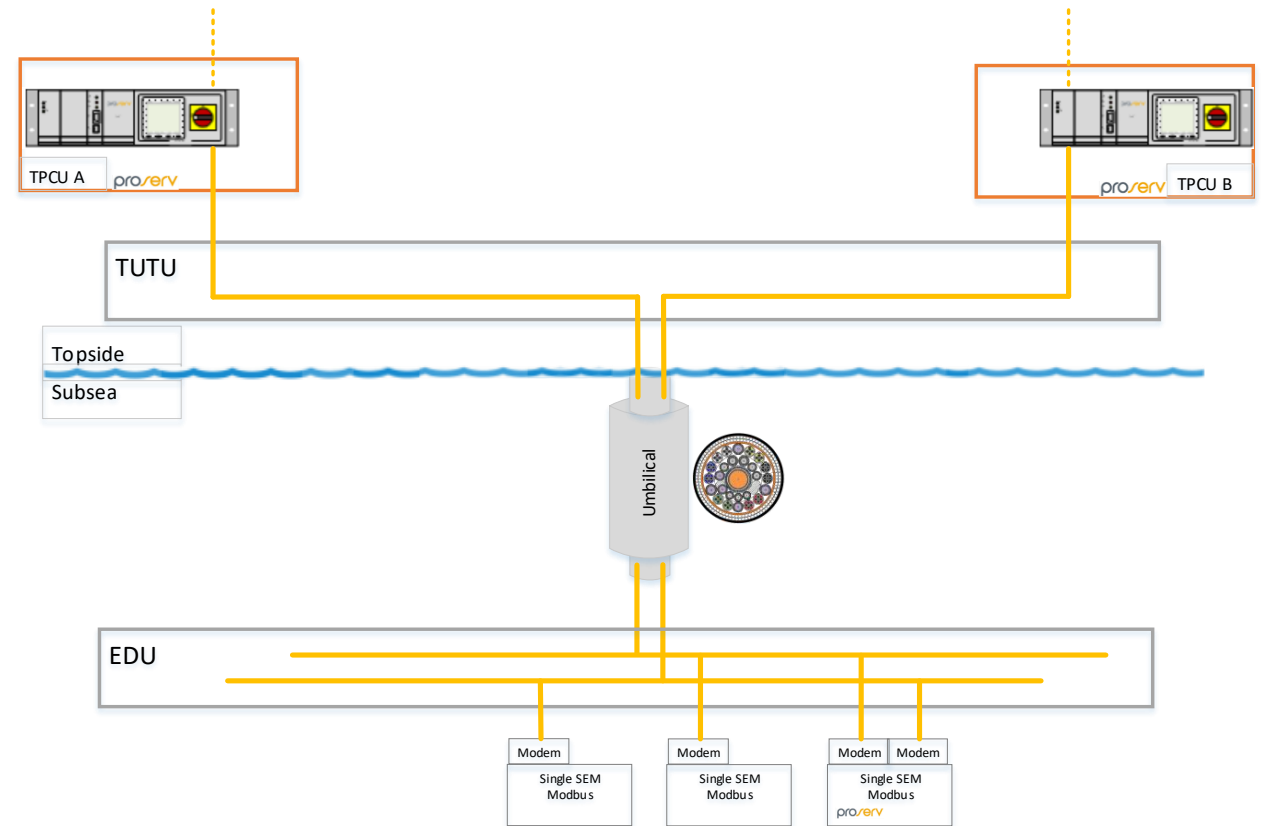 TPCU A
proserv
proserv
TPCU B
TUTU
Topside
Subsea
Umbilical
EDU
Modem
Modem
Modem
Modem
Single SEM
Modbus
Single SEM
Modbus
Single SEM
Modbus
proserv